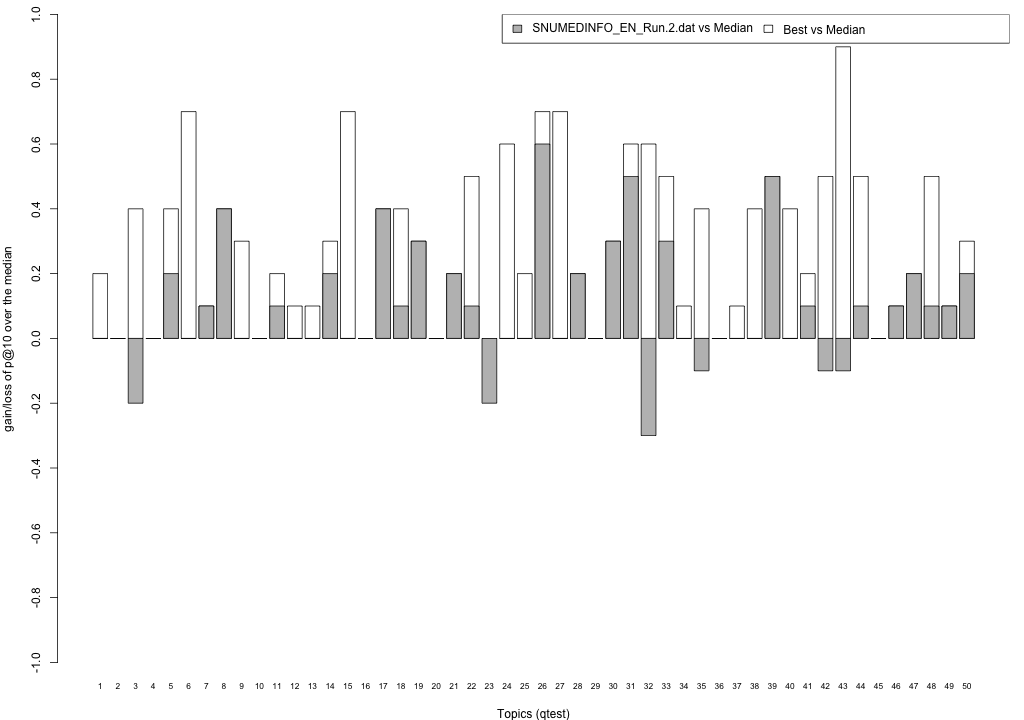 SNUMEDINFO_EN_Run.2.dat vs Median Best vs Median
gain/loss of p@10 over the median
1.0
0.8
0.6
0.4
0.2
0.0
-0.2
-0.4
-0.6
-0.8
-1.0
1 2 3 4 5 6 7 8 9 10 11 12 13 14 15 16 17 18 19 20 21 22 23 24 25 26 27 28 29 30 31 32 33 34 35 36 37 38 39 40 41 42 43 44 45 46 47 48 49 50
Topics (qtest)